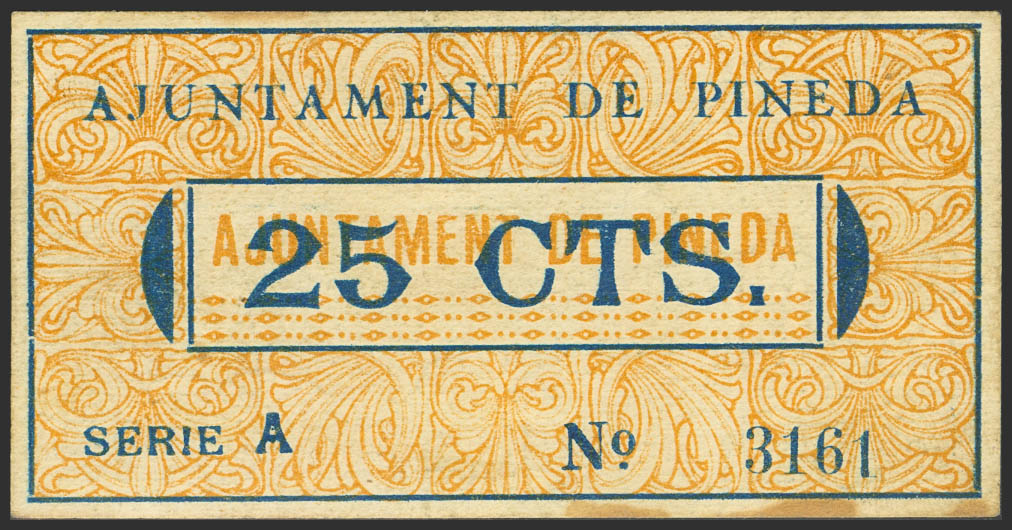 AJUNTAMENT DE PINEDA
AJUNTAMENT DE PINEDA
25 CTS.
SERIE A Nº 3161